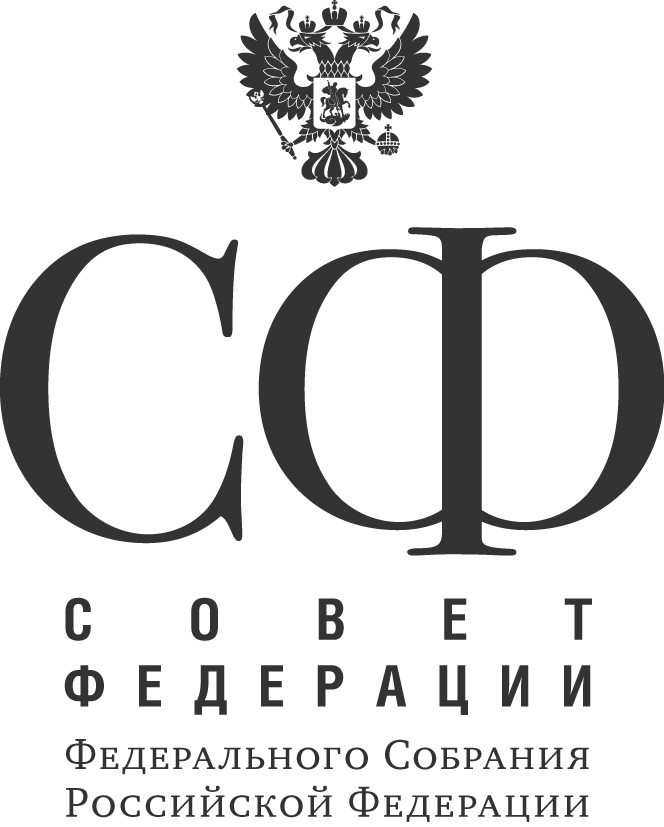 СФ
СОВЕТ
ФЕДЕРАЦИИ
Федерального Собрания
Российской Федерации